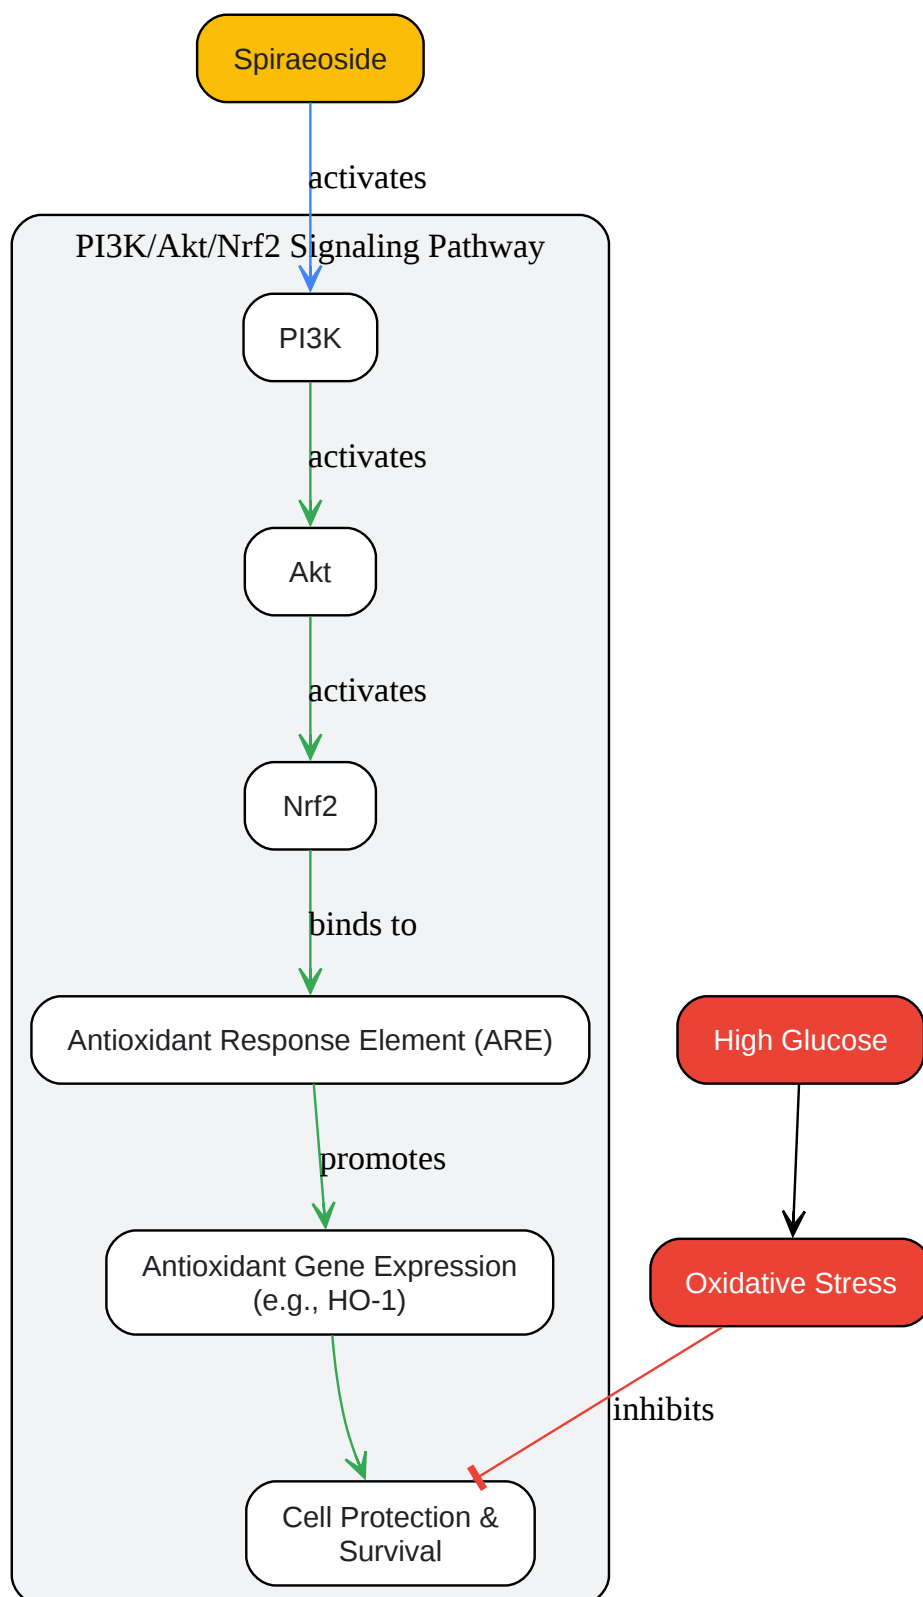 Spiraeoside
activates
PI3K/Akt/Nrf2 Signaling Pathway
PI3K
activates
Akt
activates
Nrf2
binds to
Antioxidant Response Element (ARE)
High Glucose
promotes
Antioxidant Gene Expression
(e.g., HO-1)
Oxidative Stress
inhibits
Cell Protection &
Survival